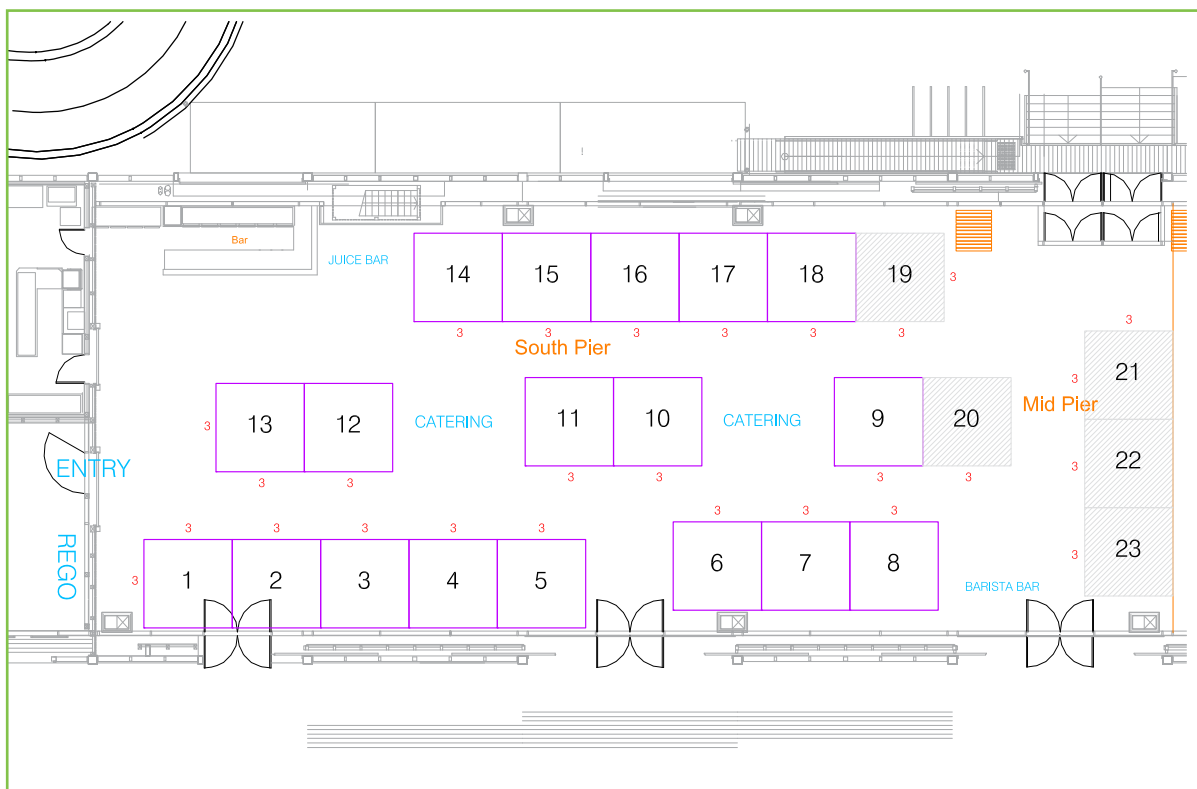 Bar
JUICE BAR
14 15 16 17 18 19 3
3 3 3 3 3 3
South Pier
3
3 21
Mid Pier
3 13 12 CATERING 11 10 CATERING 9 20
3 22
3 3 3 3 3 3
ENTRY
3 3 3 3 3 3 3 3
REGO
3 1 2 3 4 5 6 7 8 3 23
BARISTA BAR